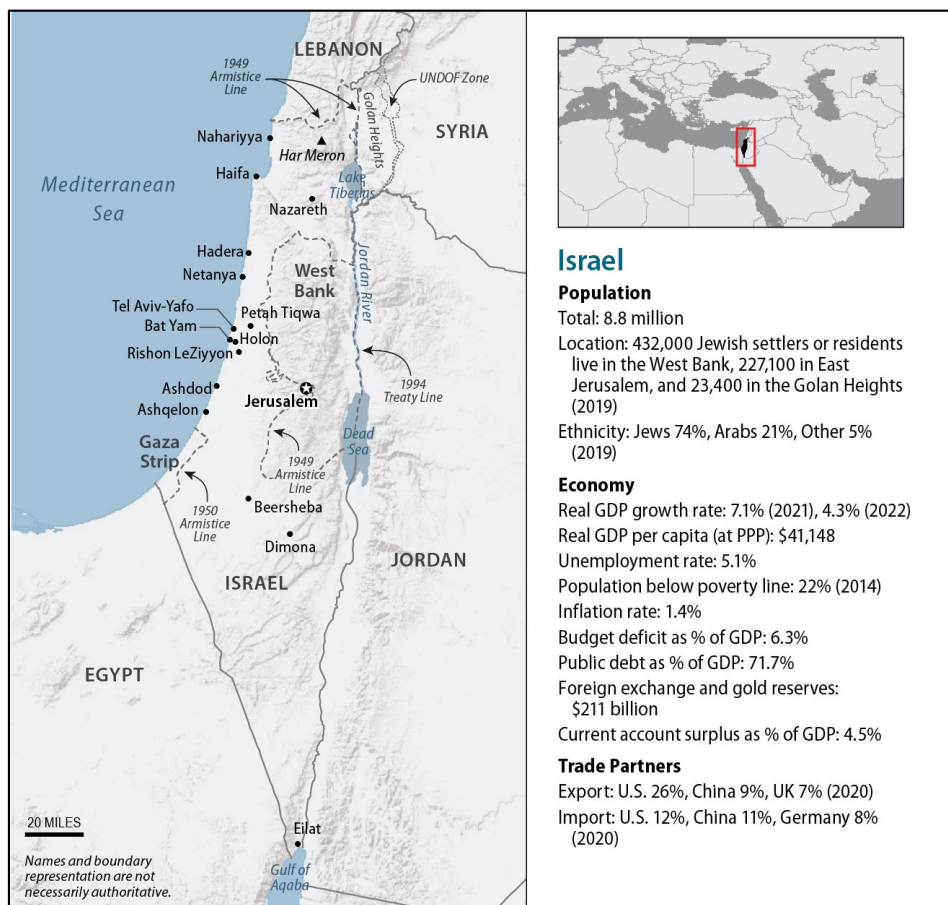 LEBANON
1949
Armistice
Line
UNDOF Zone
Golan Heights
SYRIA
Nahariyya
Har Meron
Haifa
Lake
Tiberias
Mediterranean
Sea
Nazareth
Hadera
West
Bank
Jordan River
Netanya
Tel Aviv-Yafo
Petah Tiqwa
Bat Yam
Holon
Rishon LeZiyyon
1994
Treaty Line
Ashdod
Jerusalem
Ashqelon
Dead
Sea
Gaza
Strip
1949
Armistice
Line
1950
Armistice
Line
Beersheba
Dimona
JORDAN
ISRAEL
EGYPT
20 MILES
Eilat
Names and boundary
representation are not
necessarily authoritative.
Gulf of
Aqaba
Israel
Population
Total: 8.8 million
Location: 432,000 Jewish settlers or residents
live in the West Bank, 227,100 in East
Jerusalem, and 23,400 in the Golan Heights
(2019)
Ethnicity: Jews 74%, Arabs 21%, Other 5%
(2019)
Economy
Real GDP growth rate: 7.1% (2021), 4.3% (2022)
Real GDP per capita (at PPP): $41,148
Unemployment rate: 5.1%
Population below poverty line: 22% (2014)
Inflation rate: 1.4%
Budget deficit as % of GDP: 6.3%
Public debt as % of GDP: 71.7%
Foreign exchange and gold reserves:
$211 billion
Current account surplus as % of GDP: 4.5%
Trade Partners
Export: U.S. 26%, China 9%, UK 7% (2020)
Import: U.S. 12%, China 11%, Germany 8%
(2020)